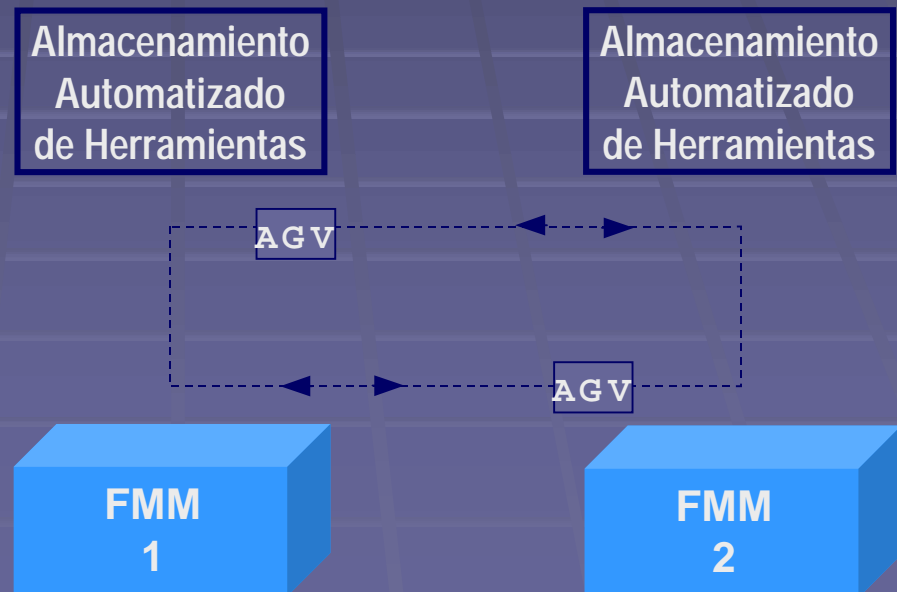 Almacenamiento
Automatizado
de Herramientas
Almacenamiento
Automatizado
de Herramientas
AGV
AGV
FMM
1
FMM
2